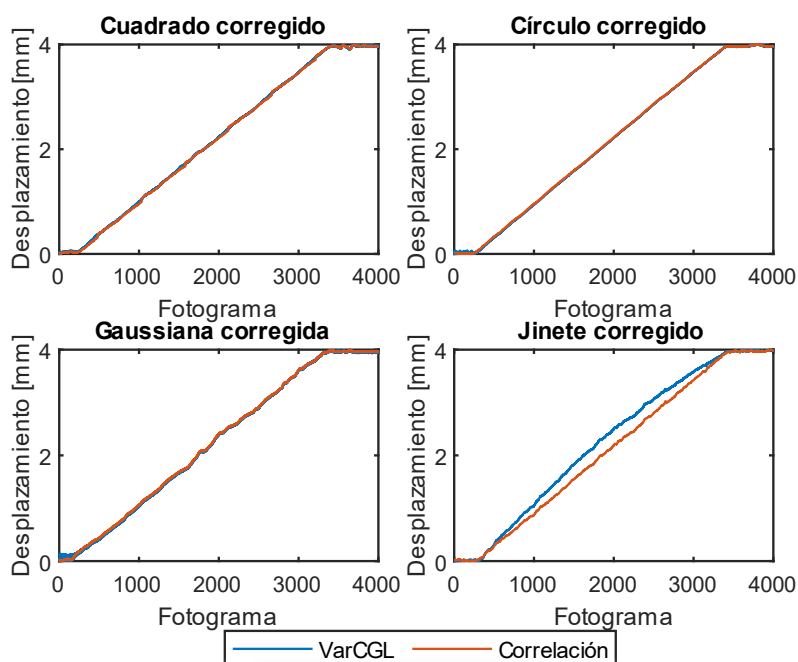 Cuadrado corregido
Desplazamiento [mm]
4
2
0
0 1000 2000 3000 4000
Fotograma
Círculo corregido
Desplazamiento [mm]
4
2
0
0 1000 2000 3000 4000
Fotograma
Gaussiana corregida
Desplazamiento [mm]
4
2
0
0 1000 2000 3000 4000
Fotograma
Jinete corregido
Desplazamiento [mm]
4
2
0
0 1000 2000 3000 4000
Fotograma
VarCGL Correlación